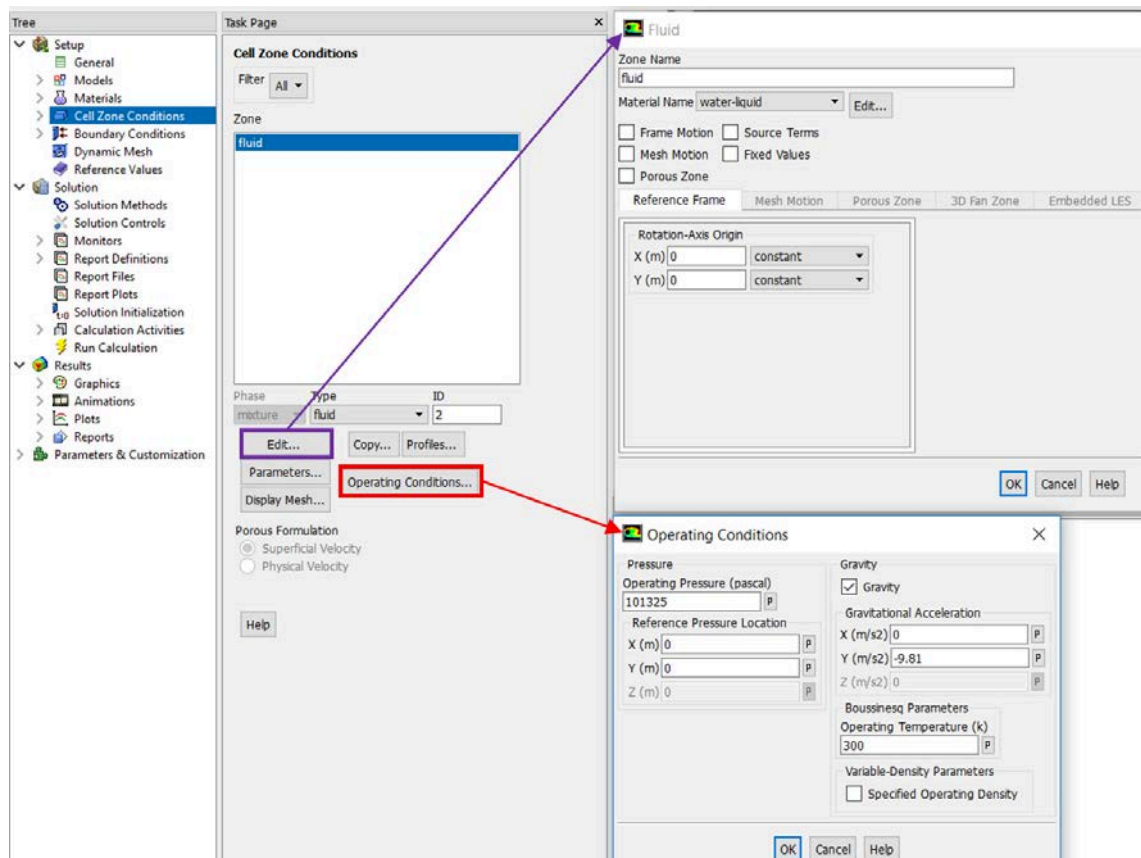 Tree
Setup
General
Models
Materials
Cell Zone Conditions
Boundary Conditions
Dynamic Mesh
Reference Values
Solution
Solution Methods
Solution Controls
Monitors
Report Definitions
Report Files
Report Plots
Solution Initialization
Calculation Activities
Run Calculation
Results
Graphics
Animations
Plots
Reports
Parameters & Customization
Task Page
Cell Zone Conditions
Filter All
Zone
fluid
Phase Type ID
mixture fluid 2
Edit... Copy... Profiles...
Parameters... Operating Conditions...
Display Mesh...
Porous Formulation
Superficial Velocity
Physical Velocity
Help
Fluid
Zone Name
fluid
Material Name water-liquid Edit...
Frame Motion Source Terms
Mesh Motion Fixed Values
Porous Zone
Reference Frame Mesh Motion Porous Zone 3D Fan Zone Embedded LES
Rotation-Axis Origin
X (m) 0 constant
Y (m) 0 constant
OK Cancel Help
Operating Conditions
Pressure
Operating Pressure (pascal)
101325 P
Reference Pressure Location
X (m) 0 P
Y (m) 0 P
Z (m) 0 P
Gravity
Gravity
Gravitational Acceleration
X (m/s2) 0 P
Y (m/s2) -9.81 P
Z (m/s2) 0 P
Boussinesq Parameters
Operating Temperature (k)
300 P
Variable-Density Parameters
Specified Operating Density
OK Cancel Help